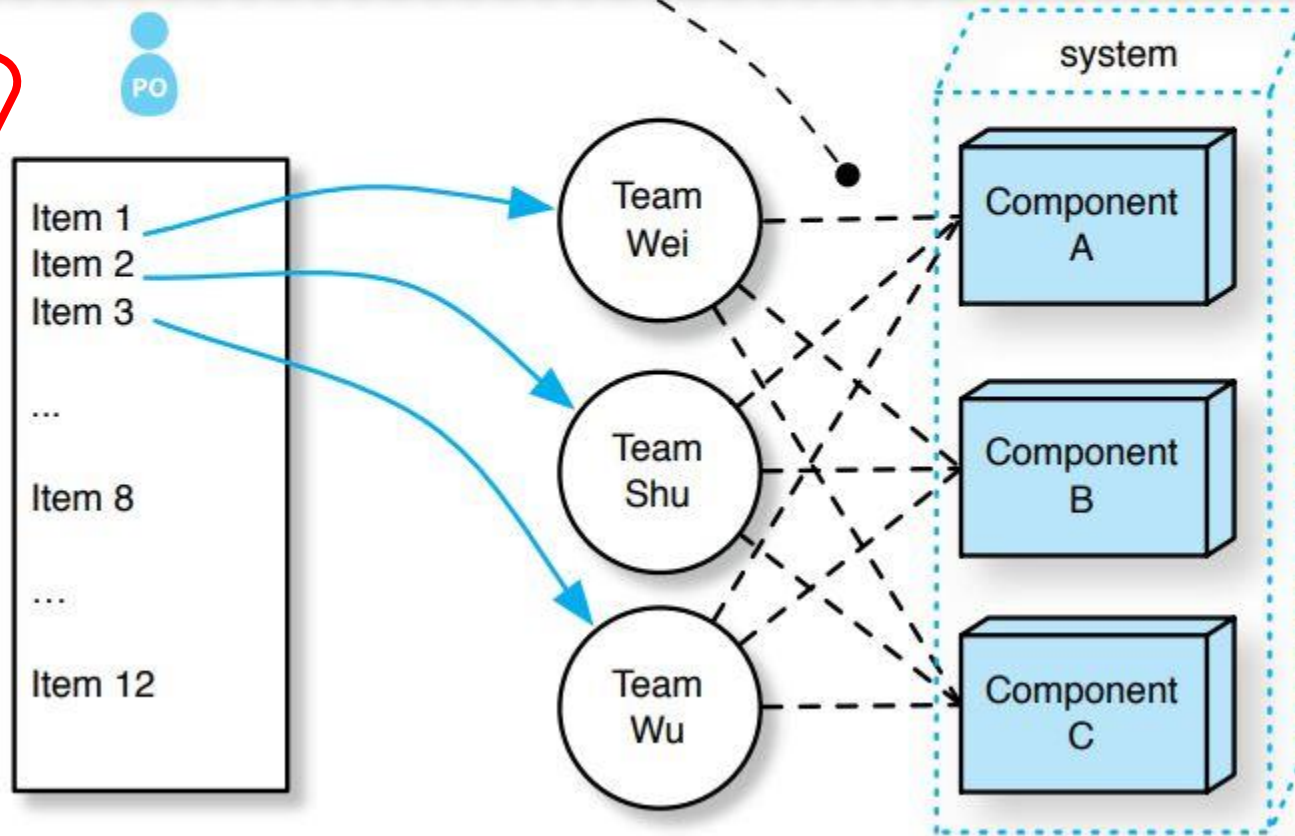 PO
system
Item 1
Item 2
Item 3
...
Item 8
...
Item 12
Team
Wei
Team
Shu
Team
Wu
Component
A
Component
B
Component
C